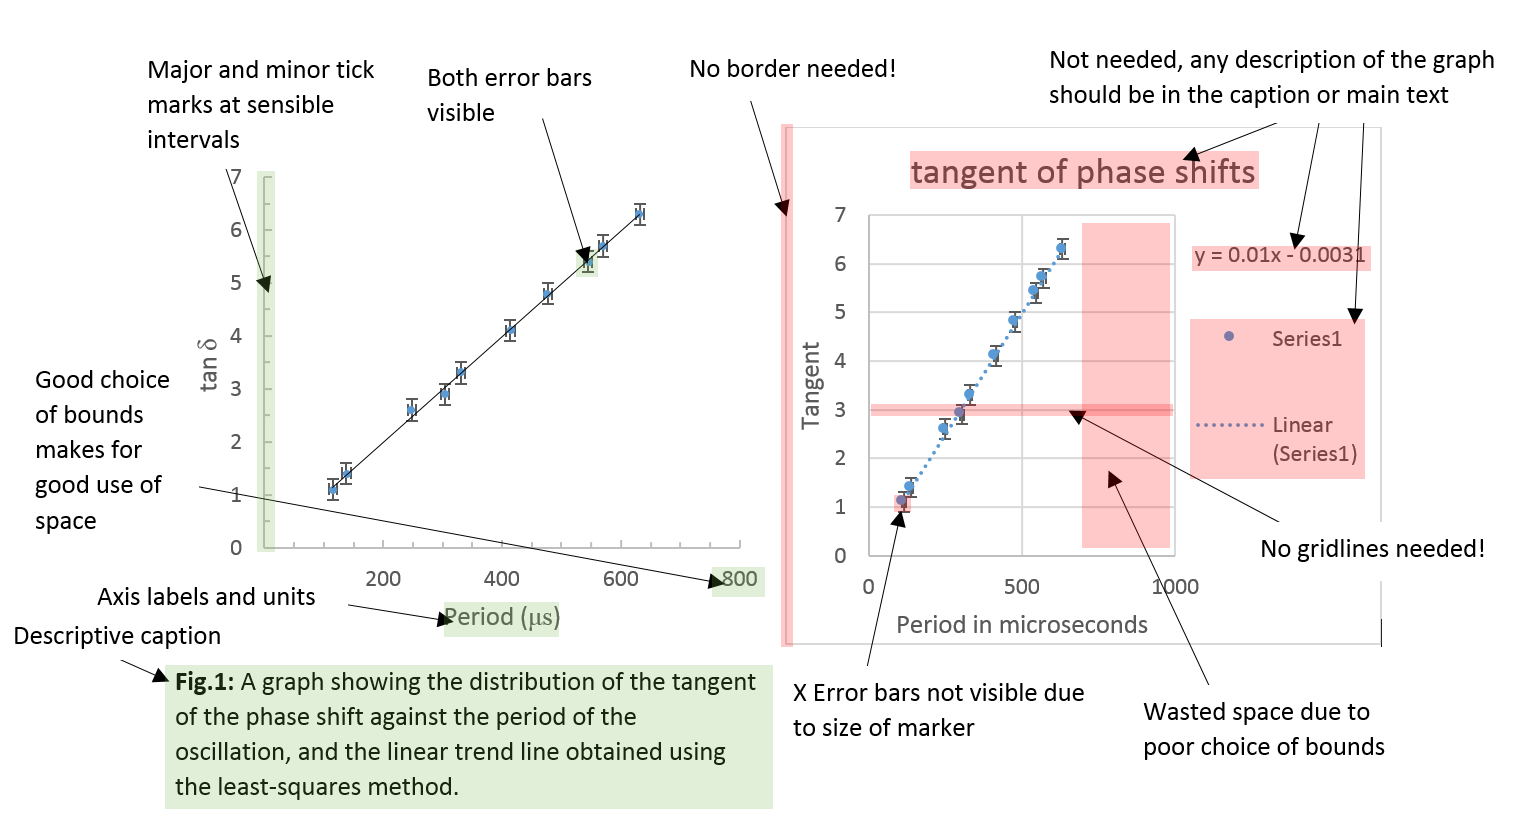 Major and minor tick
marks at sensible
intervals
Both error bars
visible
No border needed!
Not needed, any description of the graph
should be in the caption or main text
7
6
5
4
3
2
1
0
tan δ
200
400
600
800
Period (μs)
Good choice
of bounds
makes for
good use of
space
Axis labels and units
Descriptive caption
Fig.1: A graph showing the distribution of the tangent
of the phase shift against the period of the
oscillation, and the linear trend line obtained using
the least-squares method.
tangent of phase shifts
7
6
5
4
3
2
1
0
Tangent
0
500
1000
Period in microseconds
y = 0.01x - 0.0031
Series1
Linear
(Series1)
No gridlines needed!
X Error bars not visible due
to size of marker
Wasted space due to
poor choice of bounds